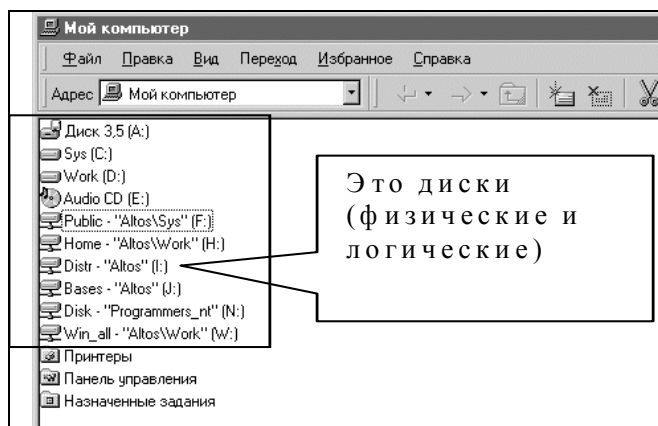 Мой компьютер
Файл Правка Вид Переход Избранное Справка
Адрес Мой компьютер
Диск 3,5 (A:)
Sys (C:)
Work (D:)
Audio CD (E:)
Public - "Altos\Sys" (F:)
Home - "Altos\Work" (H:)
Distr - "Altos" (I:)
Bases - "Altos" (J:)
Disk - "Programmers_nt" (N:)
Win_all - "Altos\Work" (W:)
Принтеры
Панель управления
Назначенные задания
Это диски
(физические и
логические)